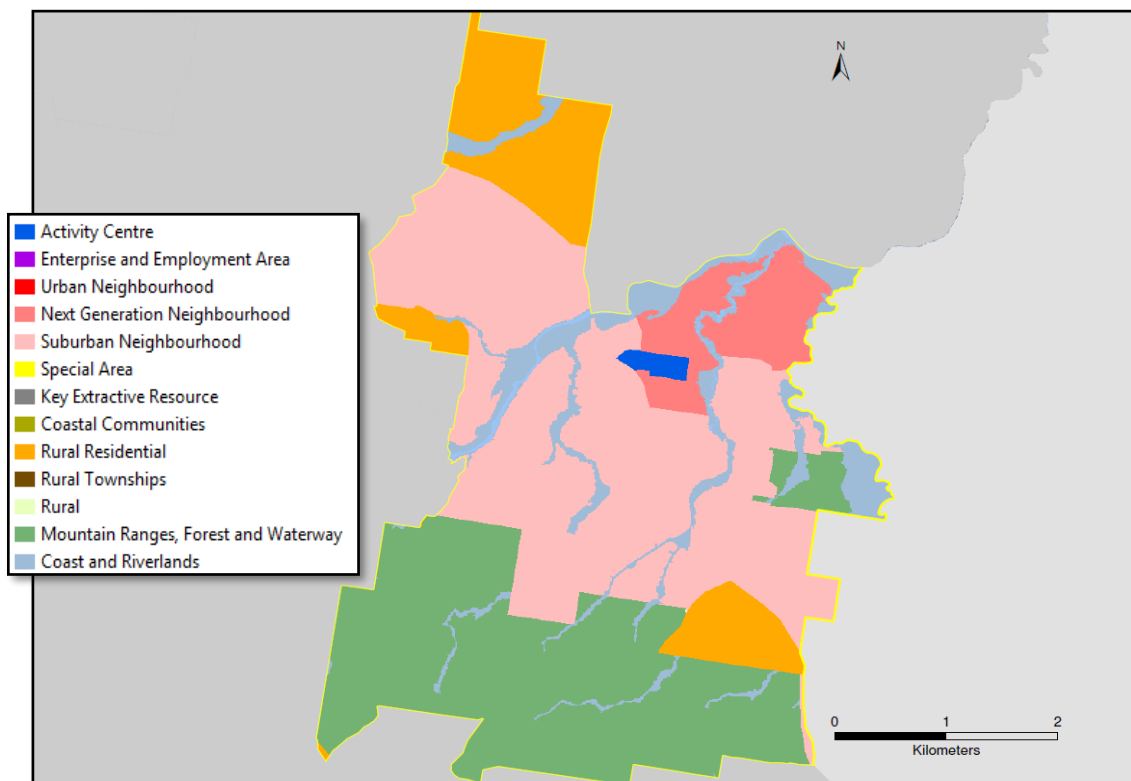 N
Activity Centre
Enterprise and Employment Area
Urban Neighbourhood
Next Generation Neighbourhood
Suburban Neighbourhood
Special Area
Key Extractive Resource
Coastal Communities
Rural Residential
Rural Townships
Rural
Mountain Ranges, Forest and Waterway
Coast and Riverlands
0 1 2
Kilometers